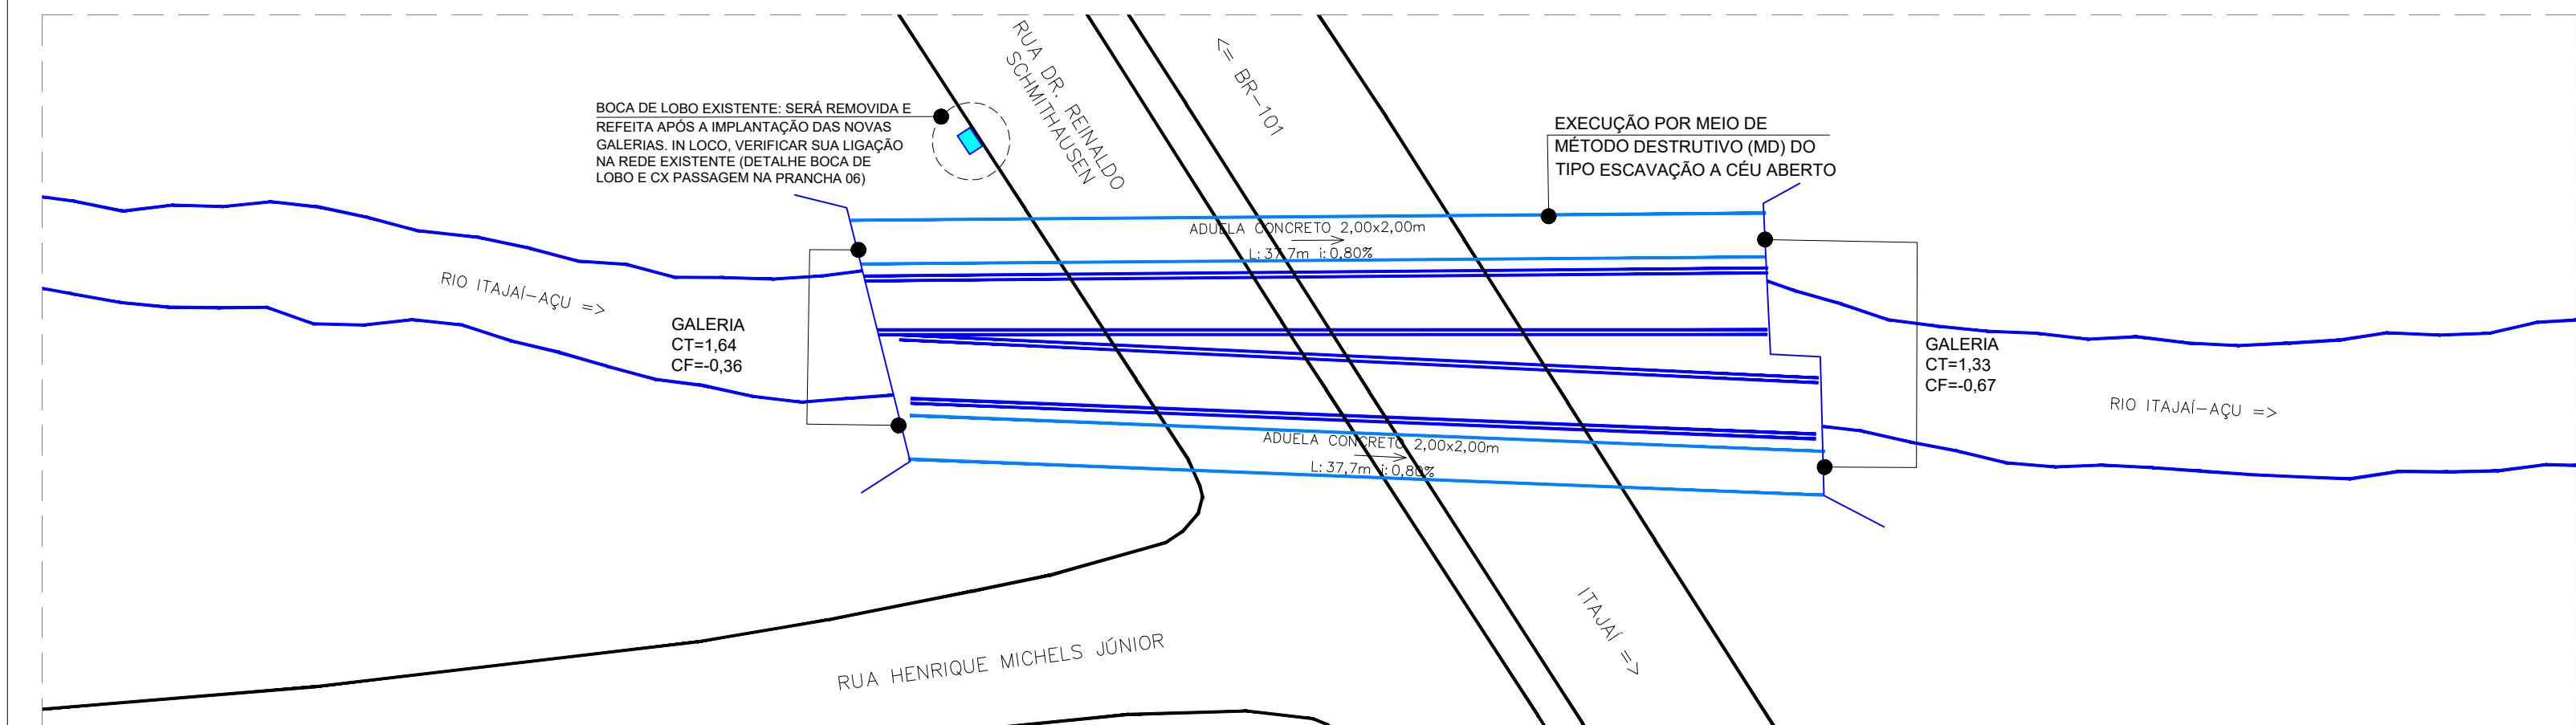 RUA DR. REINALDO
SCHMITHAUSEN
<= BR-101
BOCA DE LOBO EXISTENTE: SERÁ REMOVIDA E
REFEITA APÓS A IMPLANTAÇÃO DAS NOVAS
GALERIAS. IN LOCO, VERIFICAR SUA LIGAÇÃO
NA REDE EXISTENTE (DETALHE BOCA DE
LOBO E CX PASSAGEM NA PRANCHA 06)
EXECUÇÃO POR MEIO DE
MÉTODO DESTRUTIVO (MD) DO
TIPO ESCAVAÇÃO A CÉU ABERTO
ADUELA CONCRETO 2,00x2,00m
L: 37,7m i: 0,80%
RIO ITAJAÍ-AÇU =>
GALERIA
CT=1,64
CF=-0,36
GALERIA
CT=1,33
CF=-0,67
RIO ITAJAÍ-AÇU =>
ADUELA CONCRETO 2,00x2,00m
L: 37,7m i: 0,80%
ITAJAÍ =>
RUA HENRIQUE MICHELS JÚNIOR